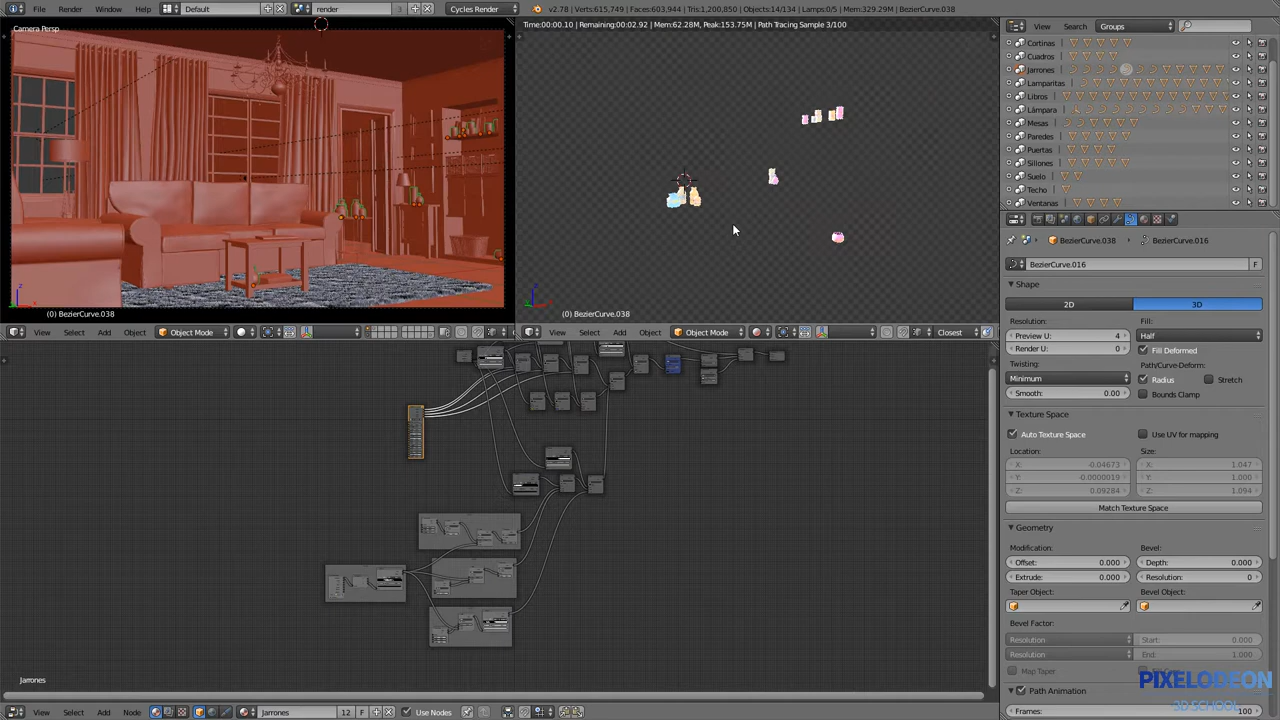 File Render Window Help Default render 3 Cycles Render v2.78 | Verts:615,749 | Faces:603,944 | Tris:1,200,850 | Objects:14/134 | Lamps:0/5 | Mem:329.29M | BezierCurve.038
Camera Persp
(0) BezierCurve.038
View Select Add Object Object Mode
Time:00:00.10 | Remaining:00:02.92 | Mem:62.28M, Peak:153.75M | Path Tracing Sample 3/100
(0) BezierCurve.038
View Select Add Object Object Mode Closest
View Search Groups
Cortinas
Cuadros
Jarrones
Lamparitas
Libros
Lámpara
Mesas
Paredes
Puertas
Sillones
Suelo
Techo
Ventanas
BezierCurve.038 BezierCurve.016
BezierCurve.016 F
Shape
2D 3D
Resolution: Fill:
Preview U: 4 Half
Render U: 0 Fill Deformed
Twisting: Path/Curve-Deform:
Minimum Radius Stretch
Smooth: 0.00 Bounds Clamp
Texture Space
Auto Texture Space Use UV for mapping
Location: Size:
X: -0.04673 X: 1.047
Y: -0.0000019 Y: 1.000
Z: 0.09284 Z: 1.094
Match Texture Space
Geometry
Modification: Bevel:
Offset: 0.000 Depth: 0.000
Extrude: 0.000 Resolution: 0
Taper Object: Bevel Object:
Bevel Factor:
Resolution Start: 0.000
Resolution End: 1.000
Map Taper
Path Animation
Frames: 100
PIXELODEON
3D SCHOOL
Jarrones
View Select Add Node Jarrones 12 F Use Nodes